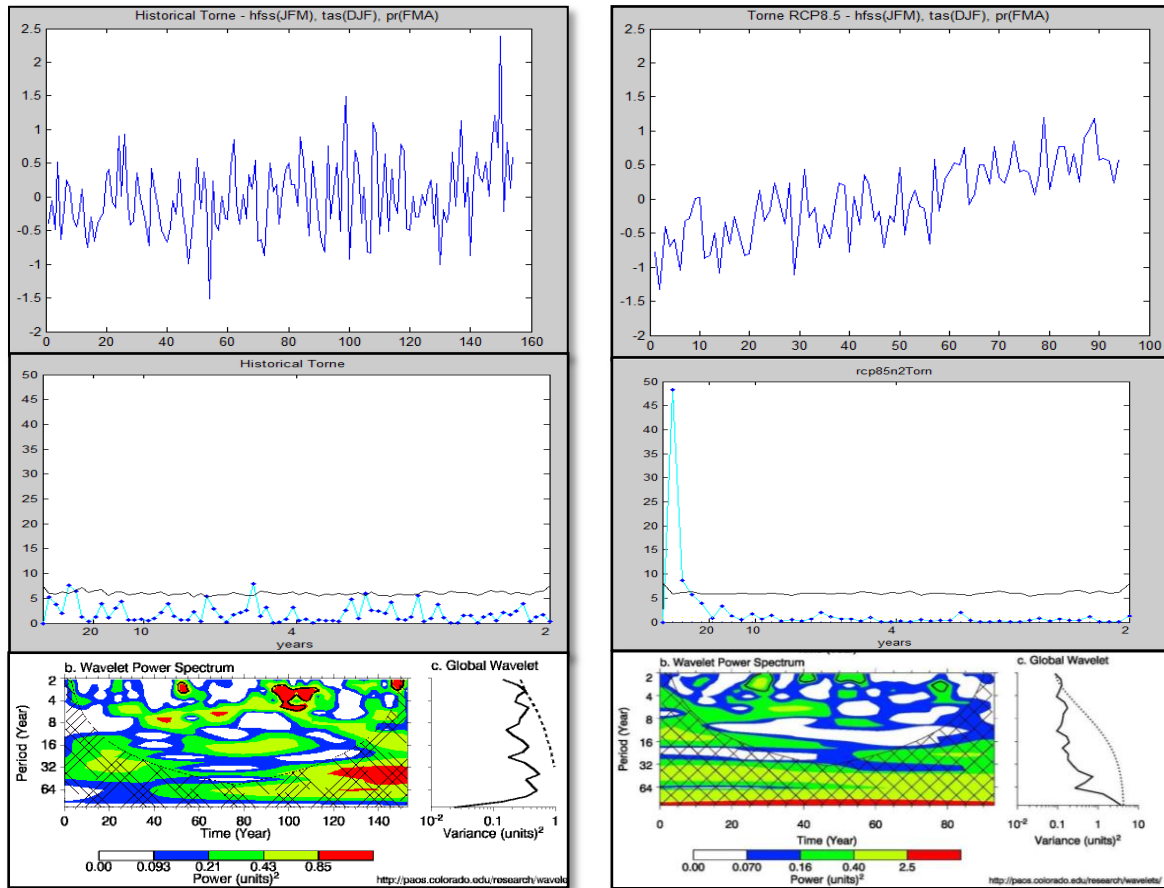 Historical Torne - hfss(JFM), tas(DJF), pr(FMA)
2.5
2
1.5
1
0.5
0
-0.5
-1
-1.5
-2
0 20 40 60 80 100 120 140 160
Historical Torne
50
45
40
35
30
25
20
15
10
5
0
20 10 4 2
years
b. Wavelet Power Spectrum
c. Global Wavelet
Period (Year)
2
4
8
16
32
64
0 20 40 60 80 100 120 140
Time (Year)
10⁻² 0.1 1
Variance (units)²
0.00 0.093 0.21 0.43 0.85
Power (units)²
http://paos.colorado.edu/research/wavele
Torne RCP8.5 - hfss(JFM), tas(DJF), pr(FMA)
2.5
2
1.5
1
0.5
0
-0.5
-1
-1.5
-2
0 10 20 30 40 50 60 70 80 90 100
rcp85n2Torn
50
45
40
35
30
25
20
15
10
5
0
20 10 4 2
years
b. Wavelet Power Spectrum
c. Global Wavelet
Period (Year)
2
4
8
16
32
64
0 20 40 60 80
Time (Year)
10⁻² 0.1 1 10
Variance (units)²
0.00 0.070 0.16 0.40 2.5
Power (units)²
http://paos.colorado.edu/research/wavelets/